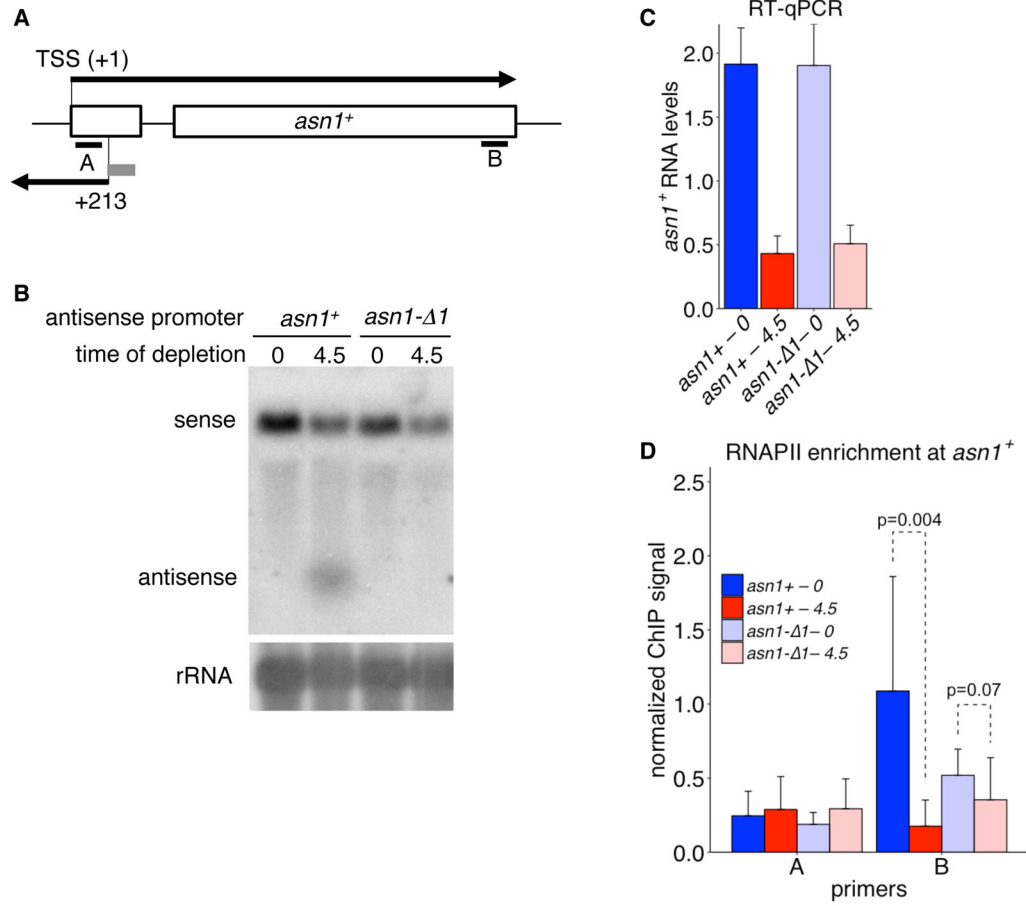 A
TSS (+1)
asn1+
A
B
+213
B
antisense promoter
asn1+ asn1-Δ1
time of depletion 0 4.5 0 4.5
sense
antisense
rRNA
C
RT-qPCR
asn1+ RNA levels
2.0
1.5
1.0
0.5
0.0
asn1+ – 0
asn1+ – 4.5
asn1-Δ1– 0
asn1-Δ1– 4.5
D
RNAPII enrichment at asn1+
normalized ChIP signal
2.5
2.0
1.5
1.0
0.5
0.0
p=0.004
p=0.07
asn1+ – 0
asn1+ – 4.5
asn1-Δ1– 0
asn1-Δ1– 4.5
A B
primers